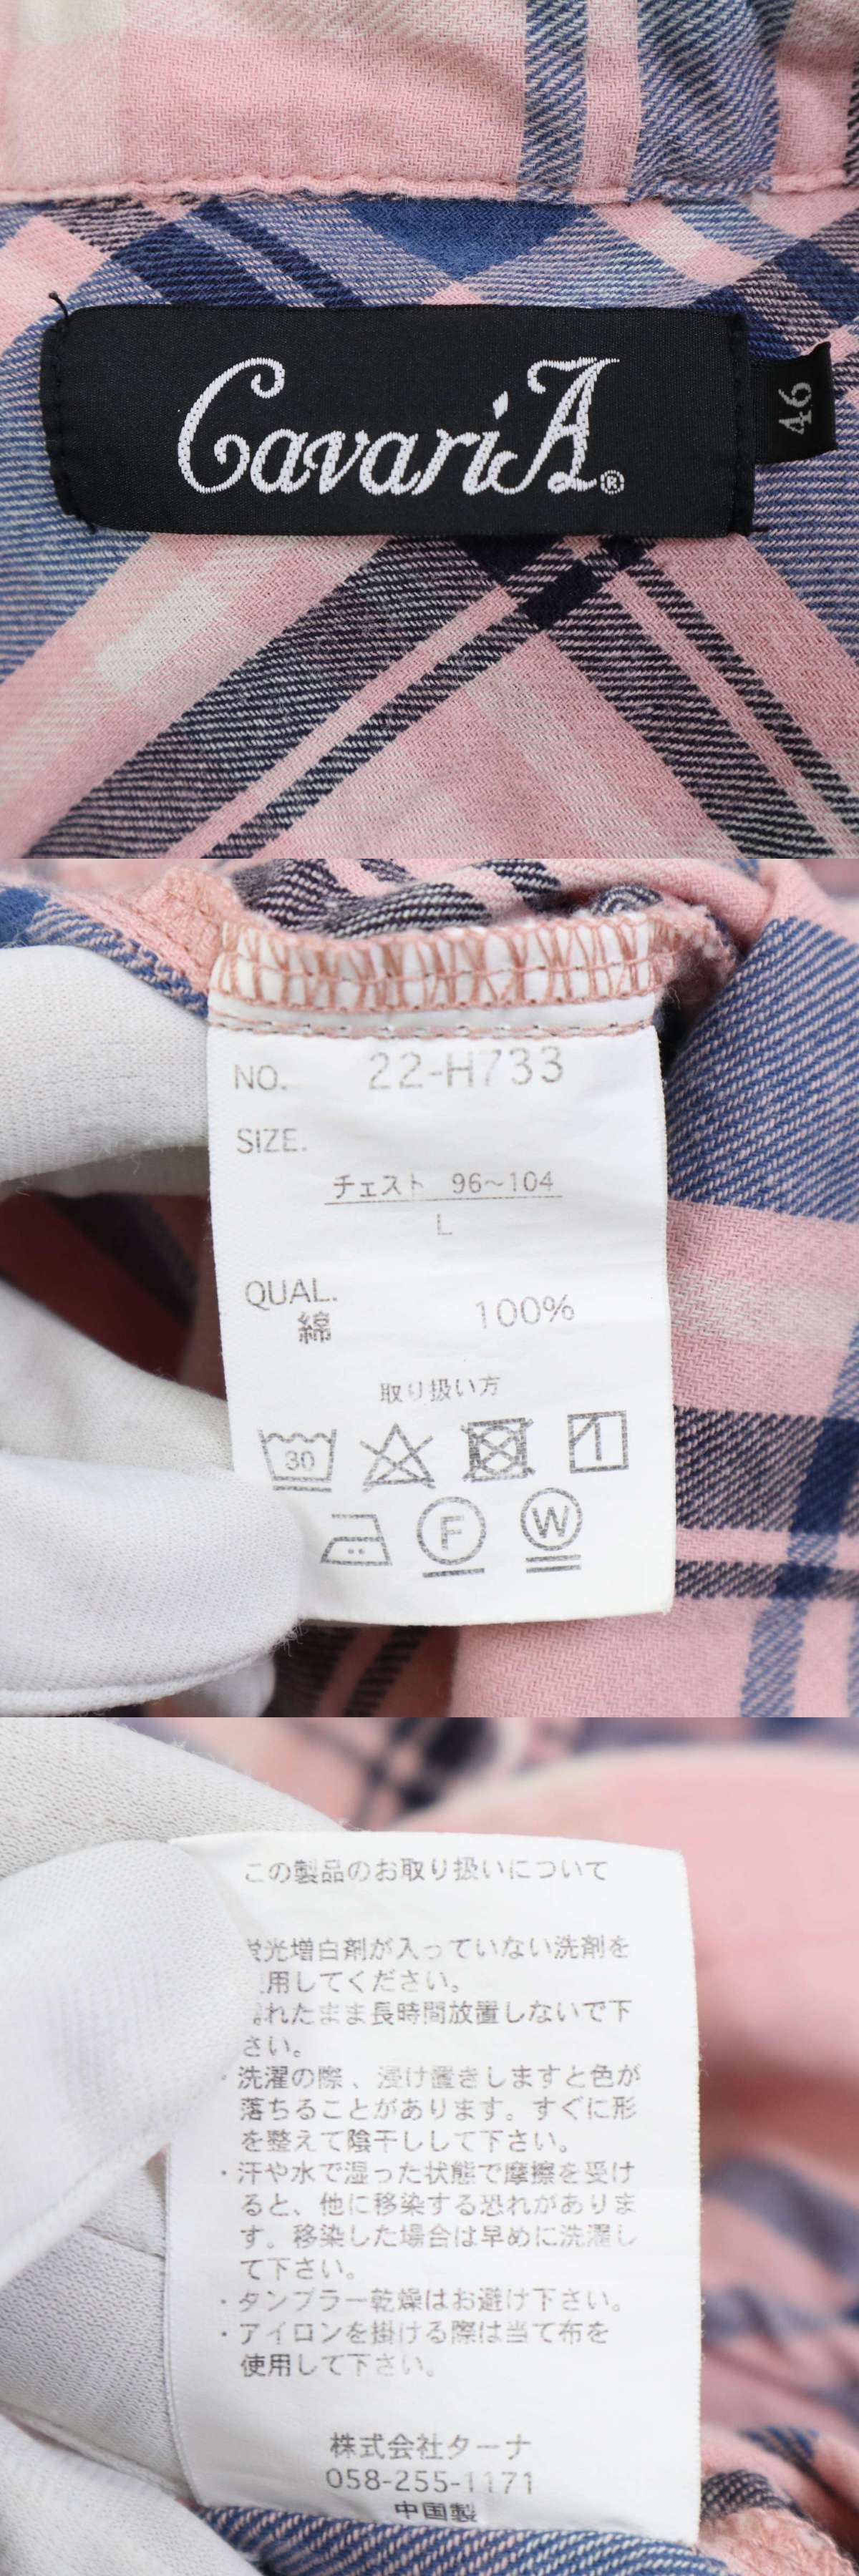 CavariA®
46
NO. 22-H733
SIZE.
チェスト 96~104
L
QUAL.
綿 100%
取り扱い方
30
F
W
この製品のお取り扱いについて
光増白剤が入っていない洗剤を
用してください。
れたまま長時間放置しないで下
さい。
・洗濯の際、浸け置きしますと色が
落ちることがあります。すぐに形
を整えて陰干しして下さい。
・汗や水で湿った状態で摩擦を受け
ると、他に移染する恐れがありま
す。移染した場合は早めに洗濯し
て下さい。
・タンブラー乾燥はお避け下さい。
・アイロンを掛ける際は当て布を
使用して下さい。
株式会社ターナ
058-255-1171
中国製